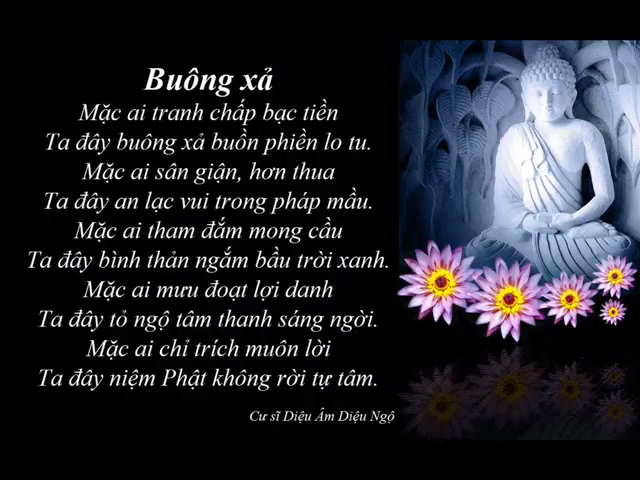 Buông xả
Mặc ai tranh chấp bạc tiền
Ta đây buông xả buồn phiền lo tu.
Mặc ai sân giận, hơn thua
Ta đây an lạc vui trong pháp mầu.
Mặc ai tham đắm mong cầu
Ta đây bình thản ngắm bầu trời xanh.
Mặc ai mưu đoạt lợi danh
Ta đây tỏ ngộ tâm thanh sáng ngời.
Mặc ai chỉ trích muôn lời
Ta đây niệm Phật không rời tự tâm.
Cư sĩ Diệu Âm Diệu Ngộ